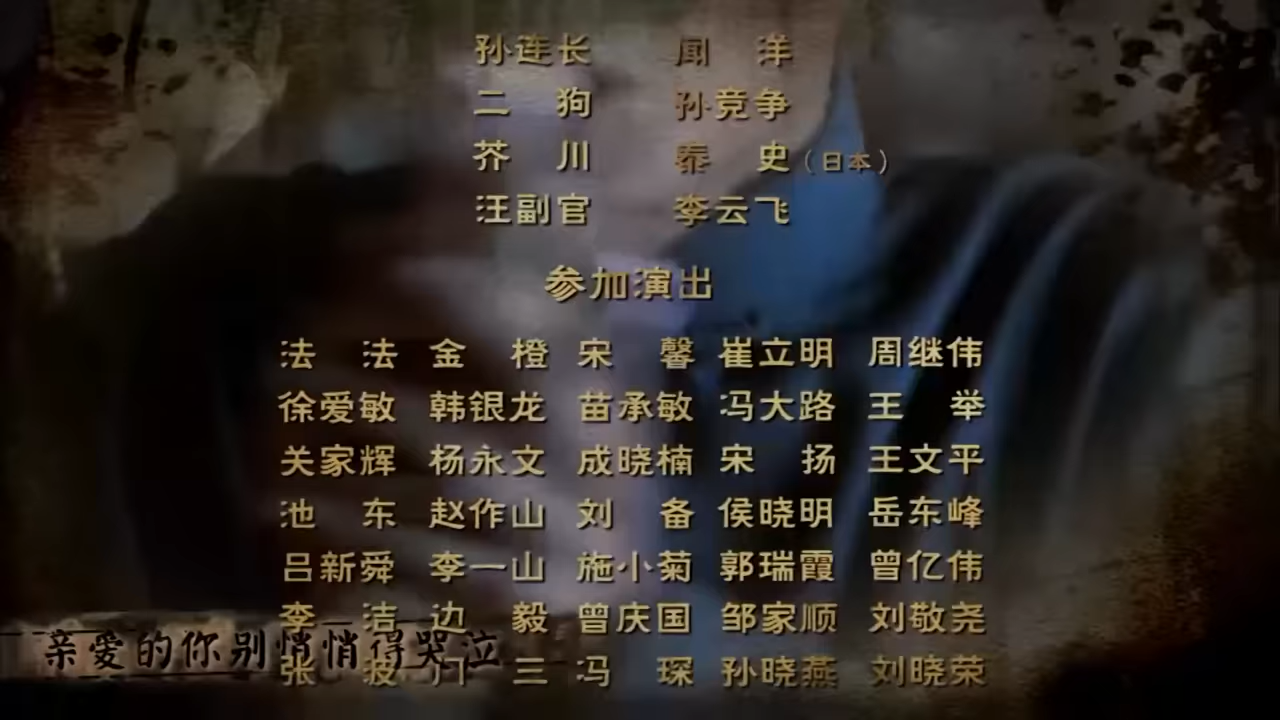 孙连长 闻 洋
二 狗 孙竞争
芥 川 泰 史（日本）
汪副官 李云飞
参加演出
法 法 金 橙 宋 馨 崔立明 周继伟
徐爱敏 韩银龙 苗承敏 冯大路 王 举
关家辉 杨永文 成晓楠 宋 扬 王文平
池 东 赵作山 刘 备 侯晓明 岳东峰
吕新舜 李一山 施小菊 郭瑞霞 曾亿伟
李 洁 边 毅 曾庆国 邹家顺 刘敬尧
亲爱的你别悄悄得哭泣
张 波 门 三 冯 琛 孙晓燕 刘晓荣